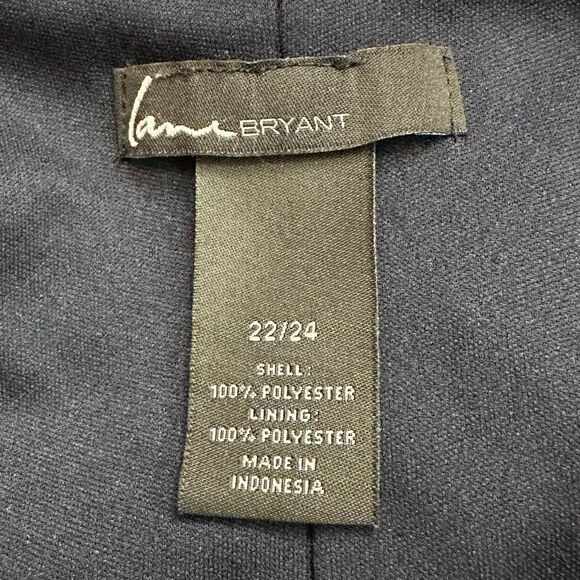 Lane BRYANT
22/24
SHELL:
100% POLYESTER
LINING:
100% POLYESTER
MADE IN
INDONESIA